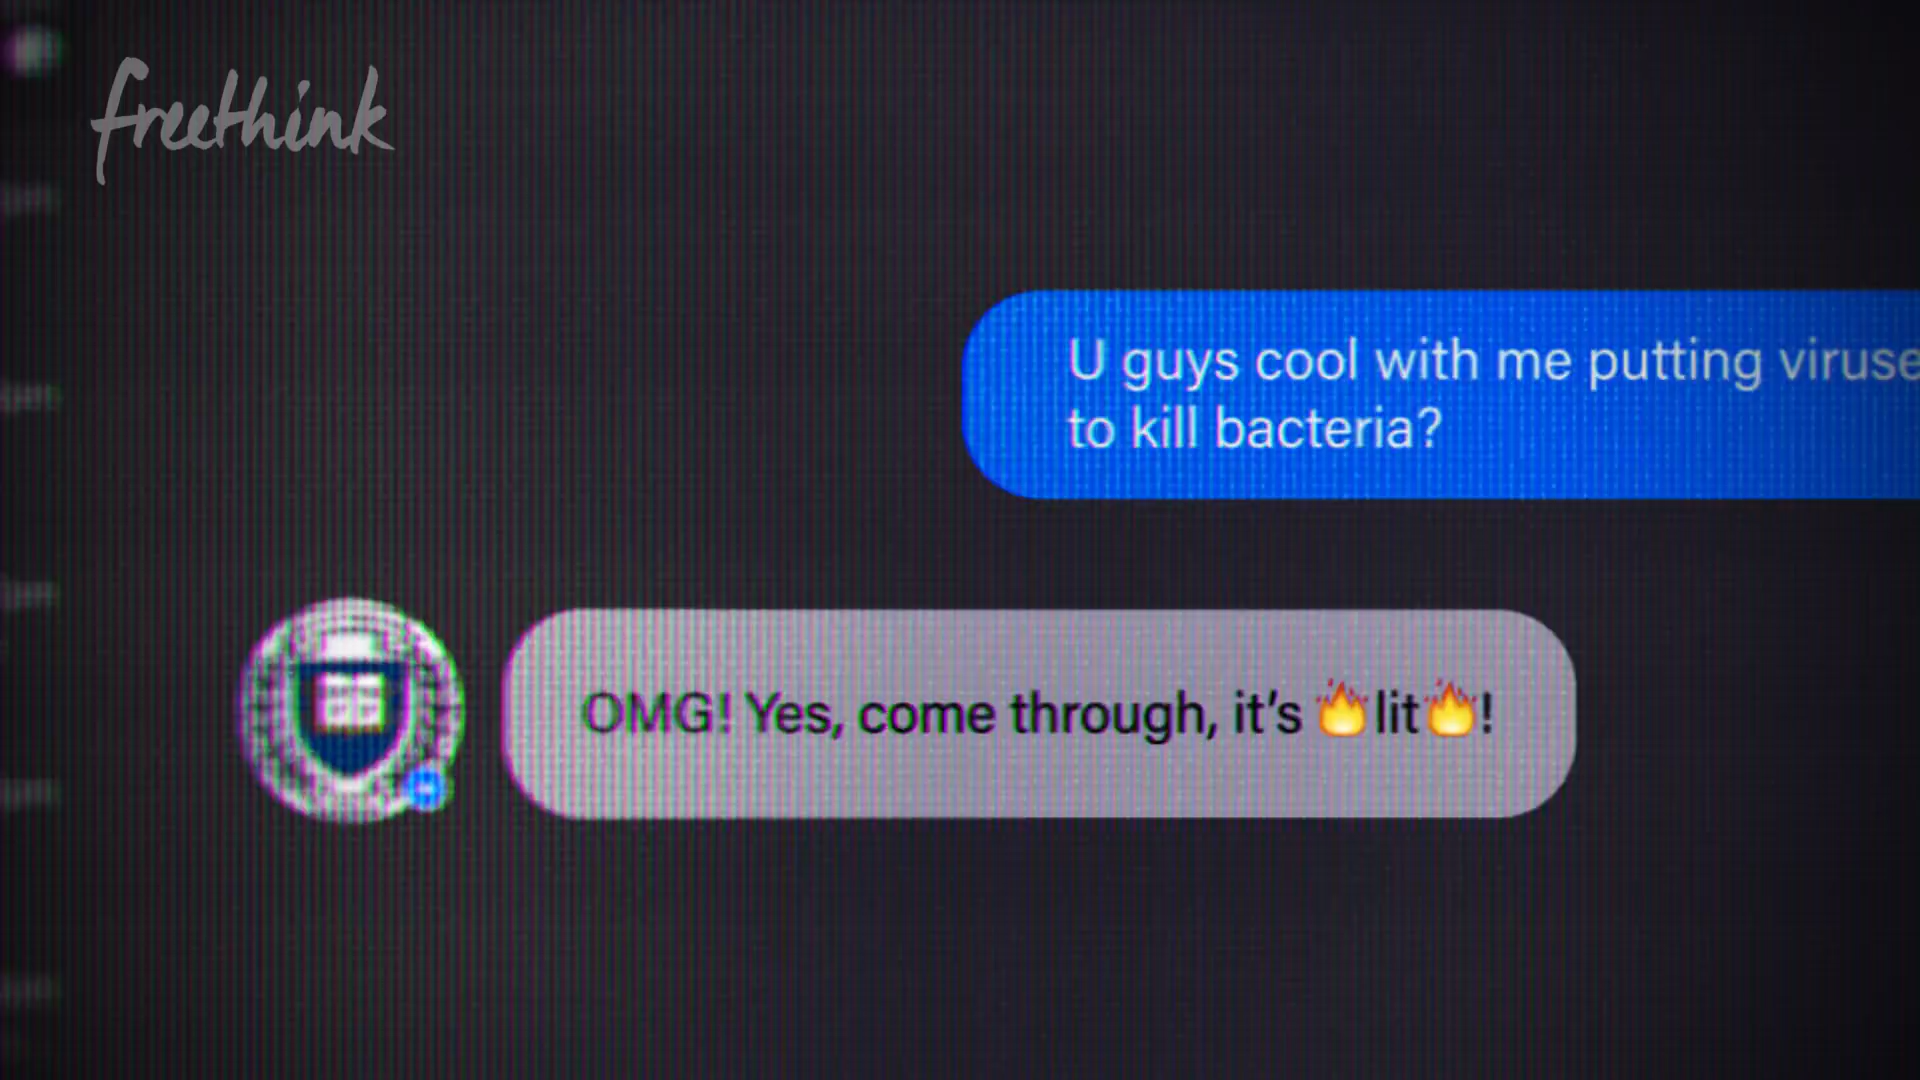 freethink
U guys cool with me putting viruse
to kill bacteria?
OMG! Yes, come through, it's 🔥lit🔥!